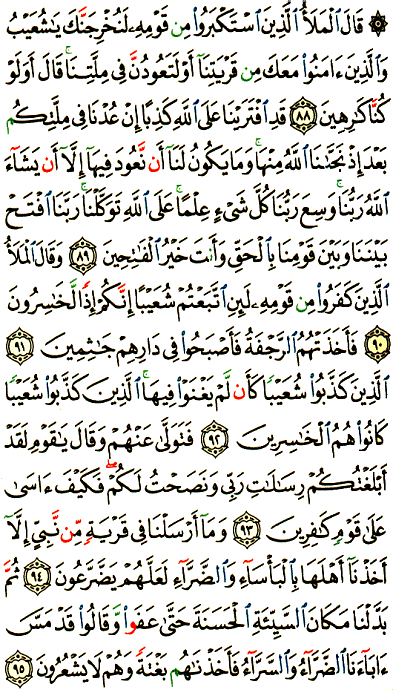 ۞ قَالَ ٱلْمَلَأُ ٱلَّذِينَ ٱسْتَكْبَرُوا۟ مِن قَوْمِهِۦ لَنُخْرِجَنَّكَ يَـٰشُعَيْبُ
وَٱلَّذِينَ ءَامَنُوا۟ مَعَكَ مِن قَرْيَتِنَآ أَوْ لَتَعُودُنَّ فِى مِلَّتِنَا ۚ قَالَ أَوَلَوْ
كُنَّا كَـٰرِهِينَ ٨٨ قَدِ ٱفْتَرَيْنَا عَلَى ٱللَّهِ كَذِبًا إِنْ عُدْنَا فِى مِلَّتِكُم
بَعْدَ إِذْ نَجَّىٰنَا ٱللَّهُ مِنْهَا ۚ وَمَا يَكُونُ لَنَآ أَن نَّعُودَ فِيهَآ إِلَّآ أَن يَشَآءَ
ٱللَّهُ رَبُّنَا ۚ وَسِعَ رَبُّنَا كُلَّ شَىْءٍ عِلْمًا ۚ عَلَى ٱللَّهِ تَوَكَّلْنَا ۚ رَبَّنَا ٱفْتَحْ
بَيْنَنَا وَبَيْنَ قَوْمِنَا بِٱلْحَقِّ وَأَنتَ خَيْرُ ٱلْفَـٰتِحِينَ ٨٩ وَقَالَ ٱلْمَلَأُ
ٱلَّذِينَ كَفَرُوا۟ مِن قَوْمِهِۦ لَئِنِ ٱتَّبَعْتُمْ شُعَيْبًا إِنَّكُمْ إِذًا لَّخَـٰسِرُونَ
٩٠ فَأَخَذَتْهُمُ ٱلرَّجْفَةُ فَأَصْبَحُوا۟ فِى دَارِهِمْ جَـٰثِمِينَ ٩١
ٱلَّذِينَ كَذَّبُوا۟ شُعَيْبًا كَأَن لَّمْ يَغْنَوْا۟ فِيهَا ۚ ٱلَّذِينَ كَذَّبُوا۟ شُعَيْبًا
كَانُوا۟ هُمُ ٱلْخَـٰسِرِينَ ٩٢ فَتَوَلَّىٰ عَنْهُمْ وَقَالَ يَـٰقَوْمِ لَقَدْ
أَبْلَغْتُكُمْ رِسَـٰلَـٰتِ رَبِّى وَنَصَحْتُ لَكُمْ ۖ فَكَيْفَ ءَاسَىٰ
عَلَىٰ قَوْمٍ كَـٰفِرِينَ ٩٣ وَمَآ أَرْسَلْنَا فِى قَرْيَةٍ مِّن نَّبِىٍّ إِلَّآ
أَخَذْنَآ أَهْلَهَا بِٱلْبَأْسَآءِ وَٱلضَّرَّآءِ لَعَلَّهُمْ يَضَّرَّعُونَ ٩٤ ثُمَّ
بَدَّلْنَا مَكَانَ ٱلسَّيِّئَةِ ٱلْحَسَنَةَ حَتَّىٰ عَفَوا۟ وَّقَالُوا۟ قَدْ مَسَّ
ءَابَآءَنَا ٱلضَّرَّآءُ وَٱلسَّرَّآءُ فَأَخَذْنَـٰهُم بَغْتَةً وَهُمْ لَا يَشْعُرُونَ ٩٥